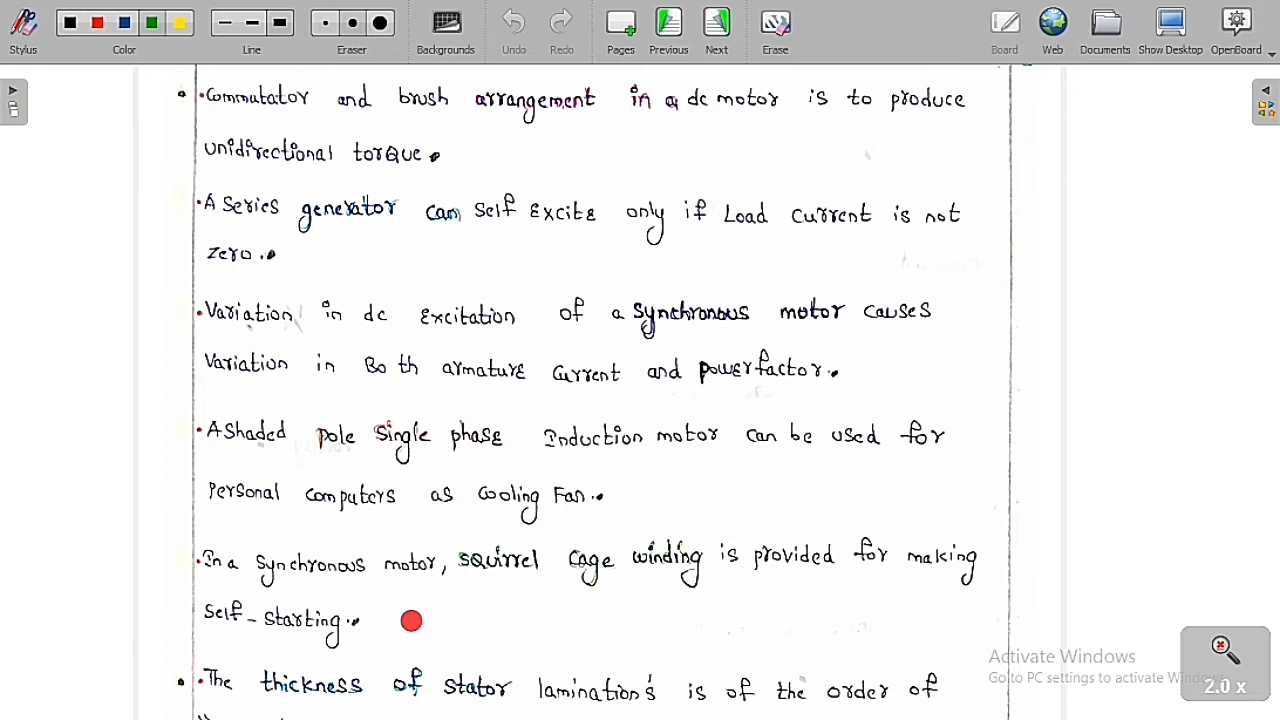 Stylus Color Line Eraser Backgrounds Undo Redo Pages Previous Next Erase Board Web Documents Show Desktop OpenBoard
• Commutator and brush arrangement in a dc motor is to produce
unidirectional torque.
• A Series generator can Self Excite only if Load current is not
zero.
• Variation in dc Excitation of a synchronous motor causes
Variation in Both armature current and powerfactor.
• A Shaded pole single phase Induction motor can be used for
Personal computers as cooling Fan.
• In a synchronous motor, squirrel cage winding is provided for making
Self-starting.
• The thickness of stator lamination's is of the order of
Activate Windows
Go to PC settings to activate Windows.
2.0 x